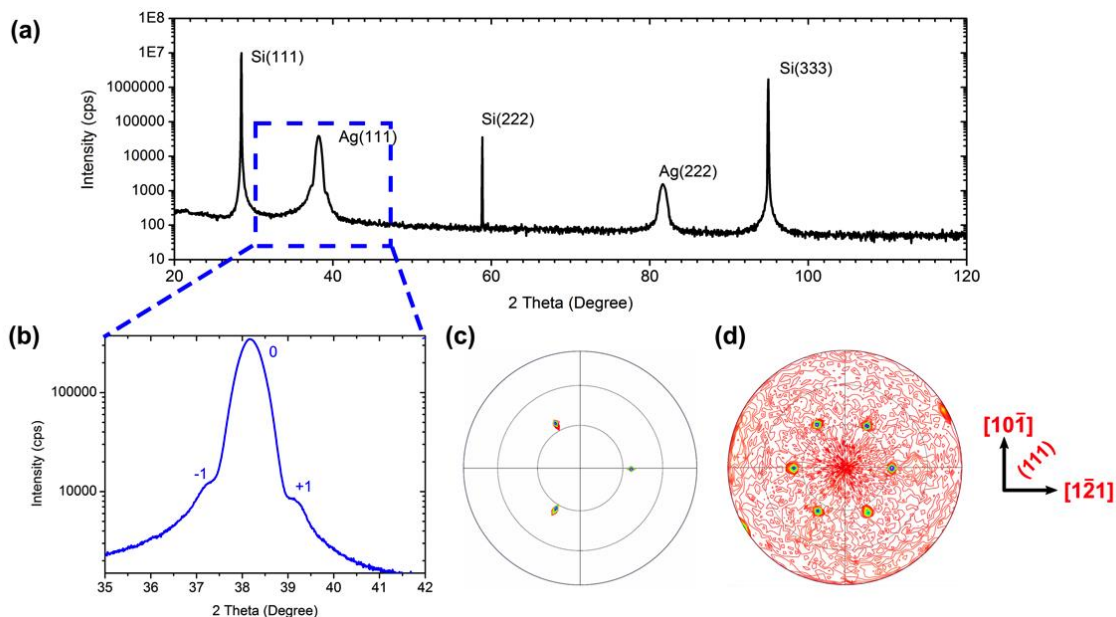 (a)
1E8
1E7
1000000
100000
10000
1000
100
10
Intensity (cps)
Si(111)
Ag(111)
Si(222)
Ag(222)
Si(333)
20 40 60 80 100 120
2 Theta (Degree)
(b)
100000
10000
Intensity (cps)
0
-1
+1
35 36 37 38 39 40 41 42
2 Theta (Degree)
(c)
(d)
[101̄]
(111)
[12̄1]